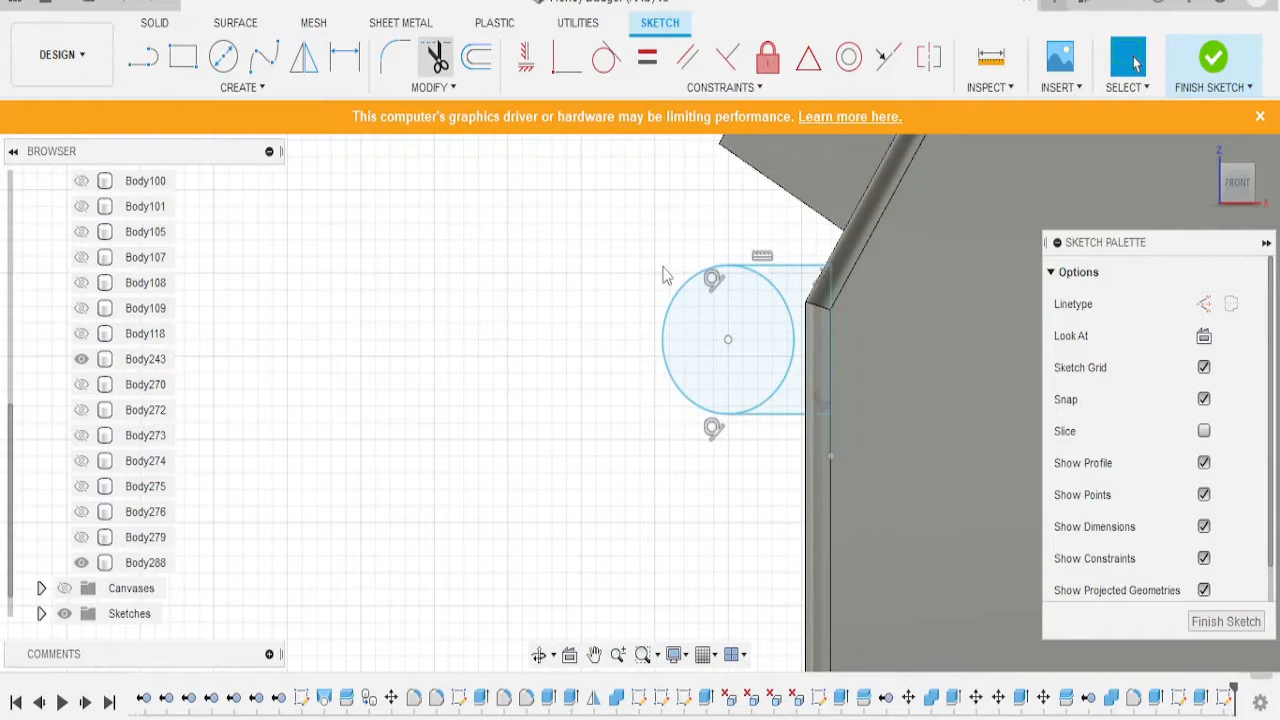 SOLID SURFACE MESH SHEET METAL PLASTIC UTILITIES SKETCH
DESIGN
CREATE MODIFY CONSTRAINTS INSPECT INSERT SELECT FINISH SKETCH
This computer's graphics driver or hardware may be limiting performance. Learn more here.
BROWSER
Body100
Body101
Body105
Body107
Body108
Body109
Body118
Body243
Body270
Body272
Body273
Body274
Body275
Body276
Body279
Body288
Canvases
Sketches
COMMENTS
Z
FRONT
X
SKETCH PALETTE
Options
Linetype
Look At
Sketch Grid
Snap
Slice
Show Profile
Show Points
Show Dimensions
Show Constraints
Show Projected Geometries
Finish Sketch